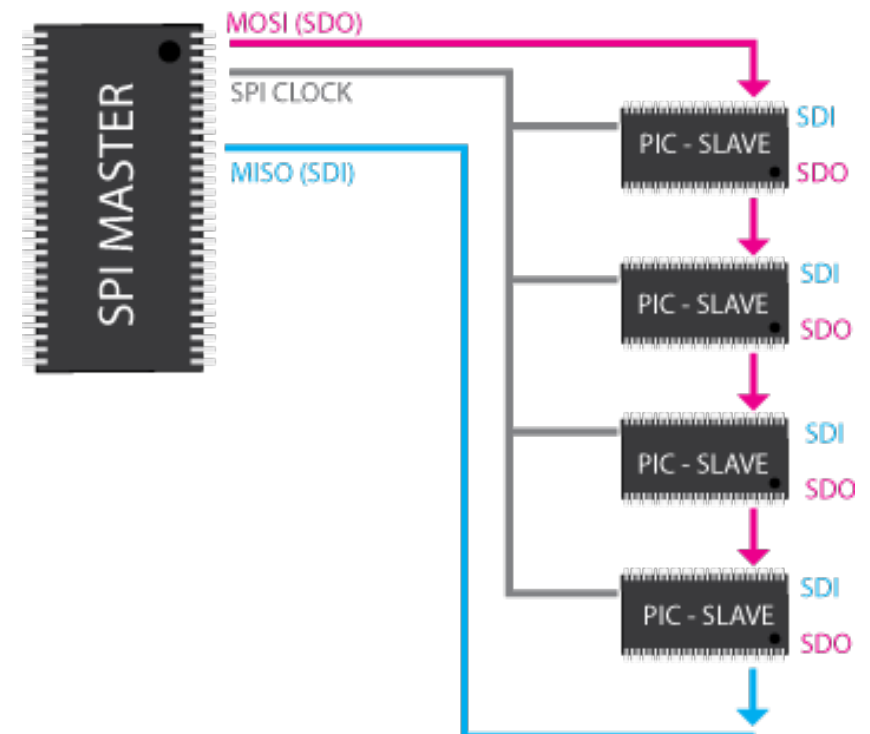 MOSI (SDO)
SPI CLOCK
MISO (SDI)
SPI MASTER
PIC - SLAVE
SDI
SDO
PIC - SLAVE
SDI
SDO
PIC - SLAVE
SDI
SDO
PIC - SLAVE
SDI
SDO